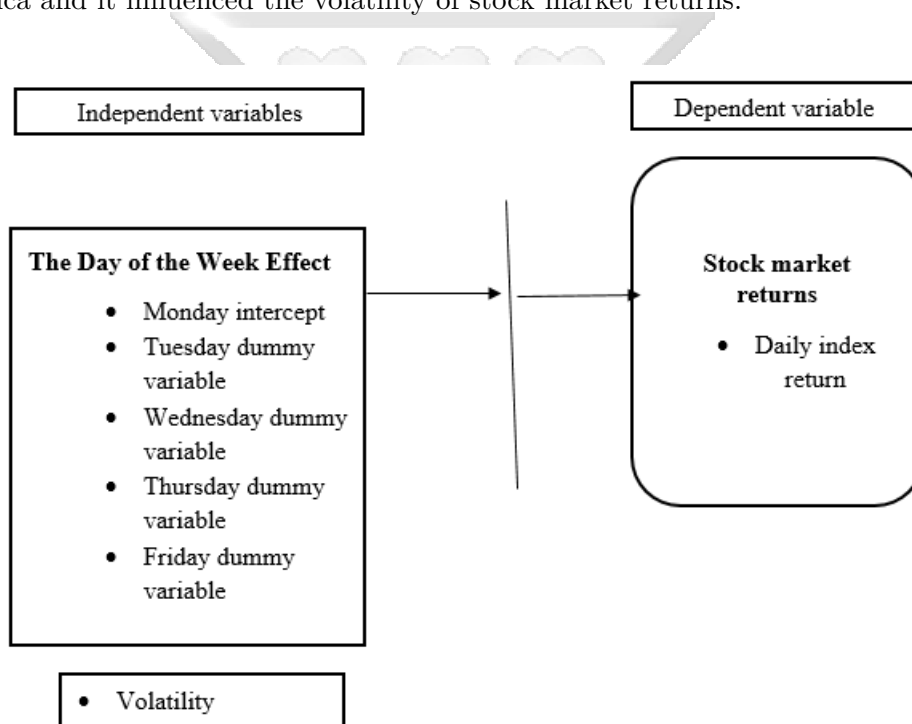 and it influenced the volatility of stock market returns.
Independent variables
Dependent variable
The Day of the Week Effect
• Monday intercept
• Tuesday dummy
variable
• Wednesday dummy
variable
• Thursday dummy
variable
• Friday dummy
variable
Stock market
returns
• Daily index
return
• Volatility